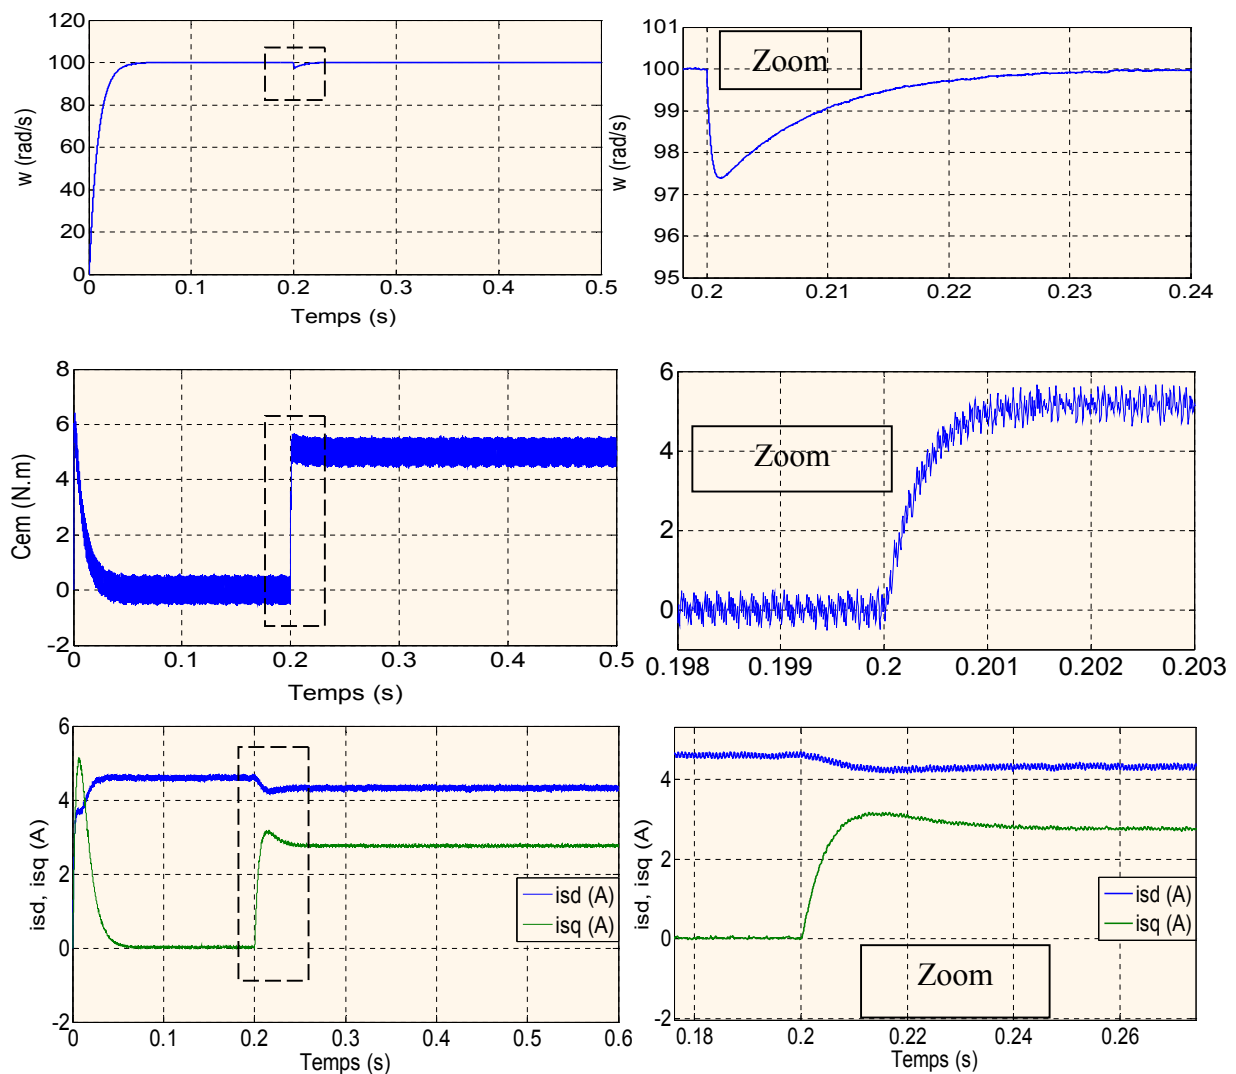 120
100
80
60
40
20
0
w (rad/s)
0 0.1 0.2 0.3 0.4 0.5
Temps (s)
101
100
99
98
97
96
95
w (rad/s)
Zoom
0.2 0.21 0.22 0.23 0.24
8
6
4
2
0
-2
Cem (N.m)
0 0.1 0.2 0.3 0.4 0.5
Temps (s)
6
4
2
0
Zoom
0.198 0.199 0.2 0.201 0.202 0.203
6
4
2
0
-2
isd, isq (A)
isd (A)
isq (A)
0 0.1 0.2 0.3 0.4 0.5 0.6
Temps (s)
4
2
0
-2
isd, isq (A)
isd (A)
isq (A)
Zoom
0.18 0.2 0.22 0.24 0.26
Temps (s)